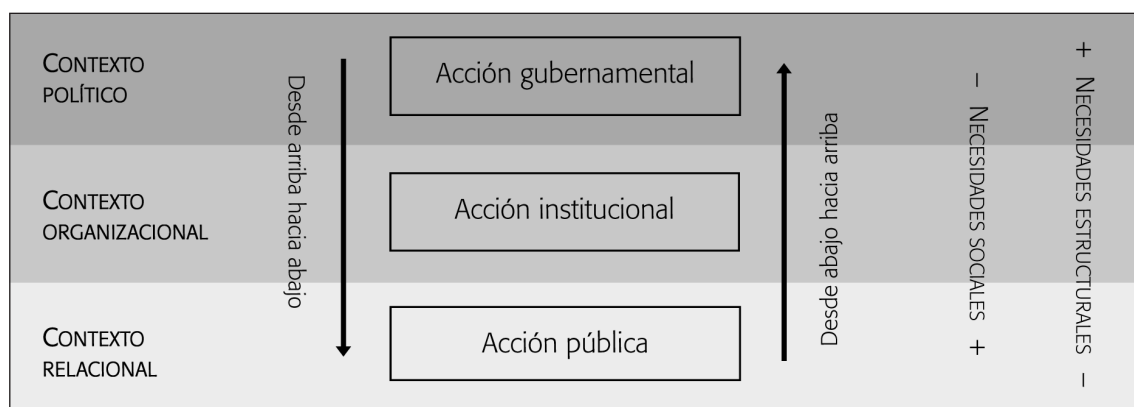 CONTEXTO
POLÍTICO
Desde arriba hacia abajo
Acción gubernamental
Desde abajo hacia arriba
– NECESIDADES SOCIALES +
+ NECESIDADES ESTRUCTURALES –
CONTEXTO
ORGANIZACIONAL
Acción institucional
CONTEXTO
RELACIONAL
Acción pública